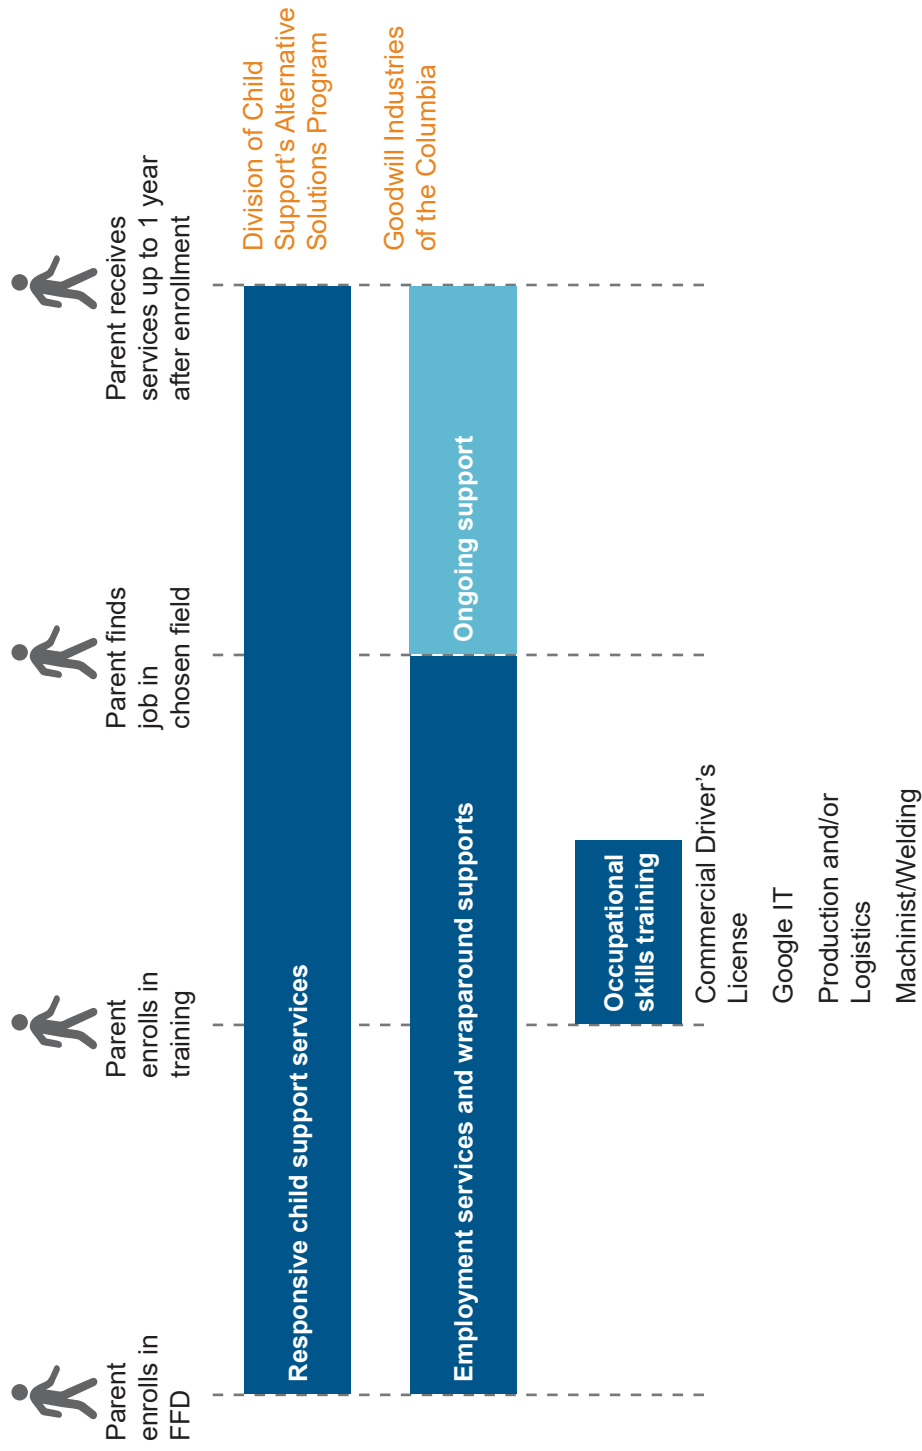 Parent
enrolls in
FFD
Parent
enrolls in
training
Parent finds
job in
chosen field
Parent receives
services up to 1 year
after enrollment
Responsive child support services
Division of Child
Support’s Alternative
Solutions Program
Employment services and wraparound supports
Ongoing support
Goodwill Industries
of the Columbia
Occupational
skills training
Commercial Driver’s
License
Google IT
Production and/or
Logistics
Machinist/Welding